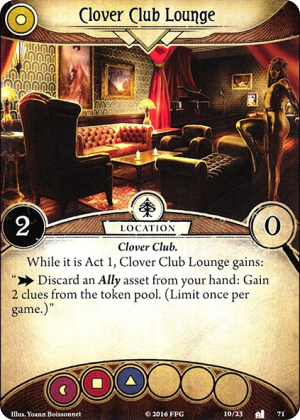 Clover Club Lounge
2
LOCATION
0
Clover Club.
While it is Act 1, Clover Club Lounge gains:
“ Discard an Ally asset from your hand: Gain
2 clues from the token pool. (Limit once per
game.)”
Illus. Yoann Boissonnet
© 2016 FFG
10/23
71